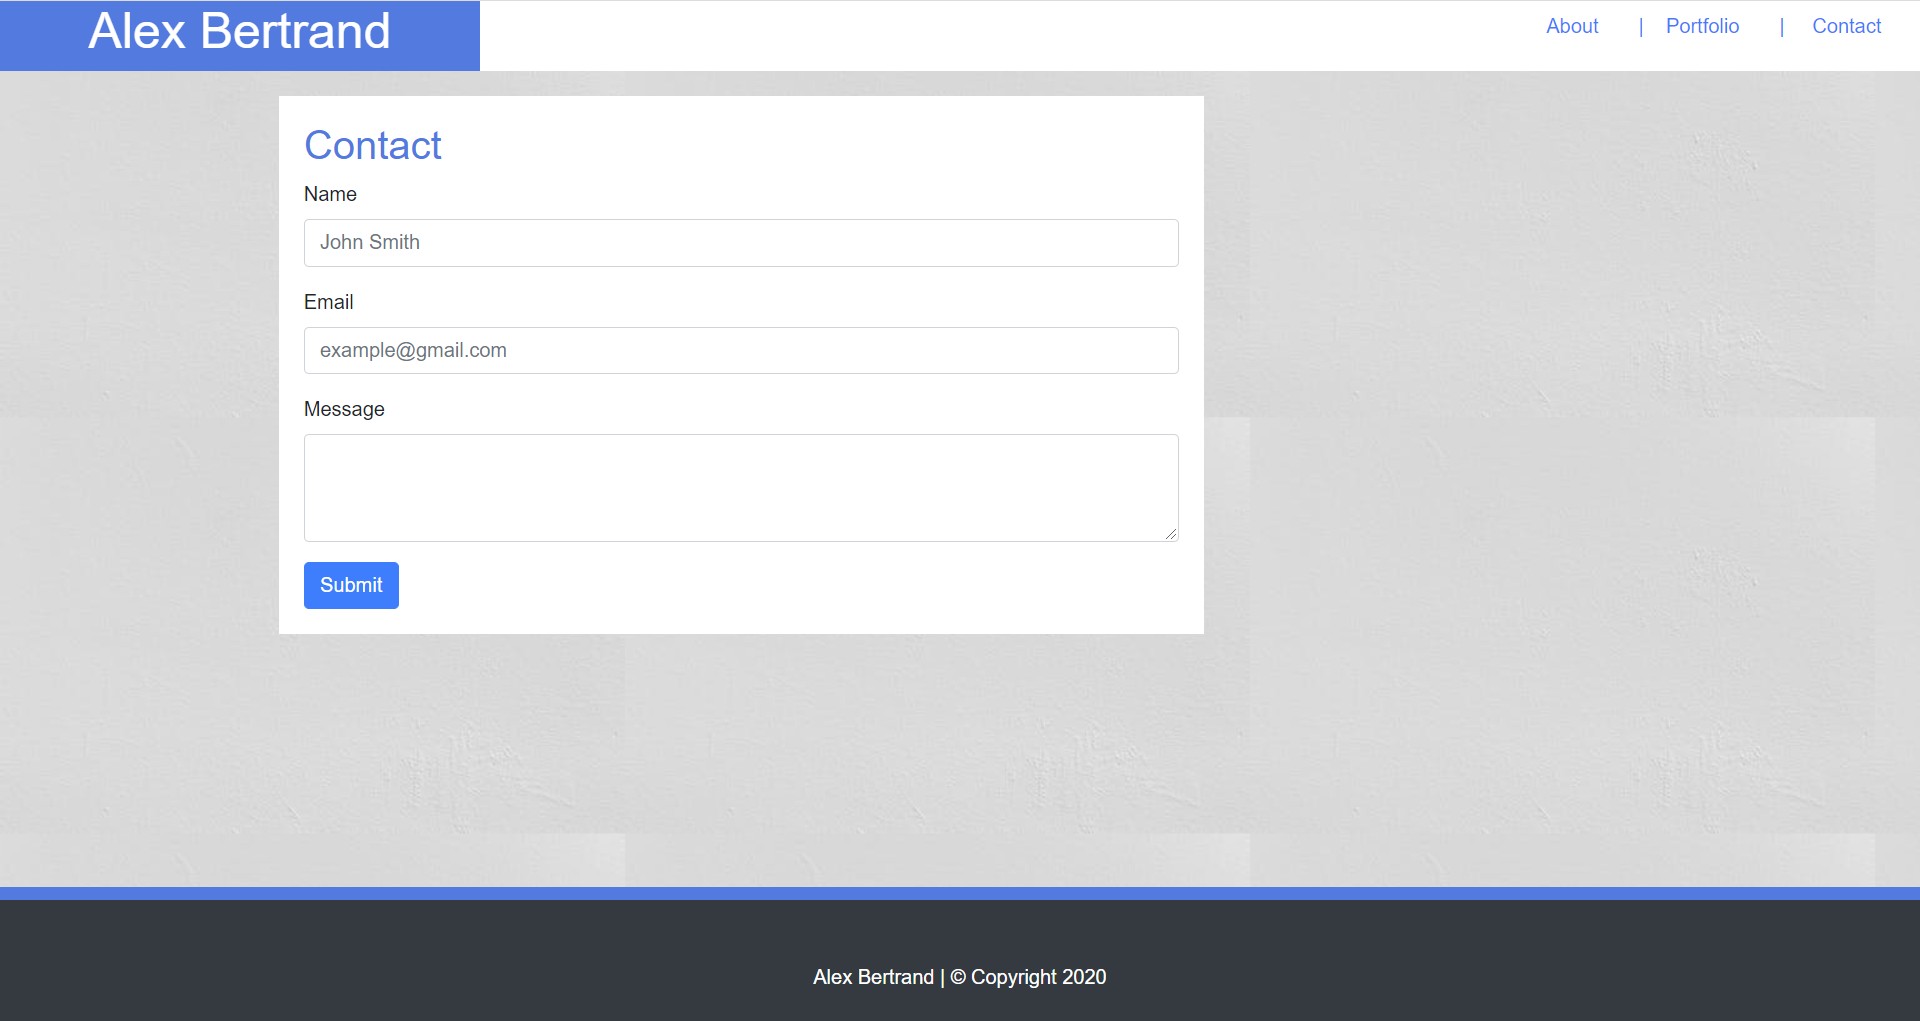 Alex Bertrand
About | Portfolio | Contact
Contact
Name
John Smith
Email
example@gmail.com
Message
Submit
Alex Bertrand | © Copyright 2020